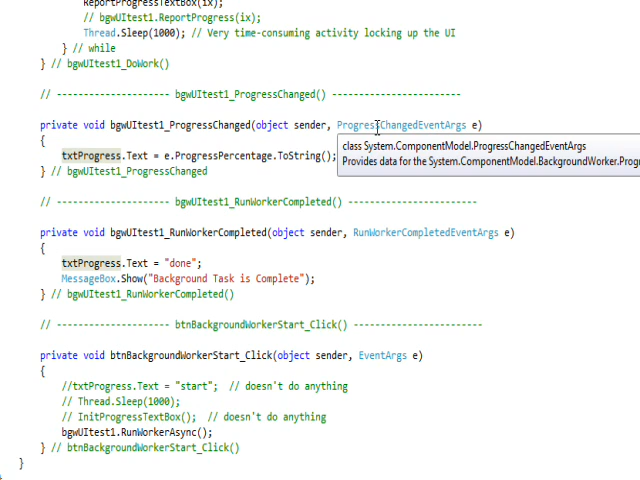 ReportProgressTextBox(ix);
// bgwUItest1.ReportProgress(ix);
Thread.Sleep(1000); // Very time-consuming activity locking up the UI
} // while
} // bgwUItest1_DoWork()
// --------------------- bgwUItest1_ProgressChanged() ------------------------
private void bgwUItest1_ProgressChanged(object sender, ProgressChangedEventArgs e)
{
class System.ComponentModel.ProgressChangedEventArgs
txtProgress.Text = e.ProgressPercentage.ToString();
Provides data for the System.ComponentModel.BackgroundWorker.Progr
} // bgwUItest1_ProgressChanged
// --------------------- bgwUItest1_RunWorkerCompleted() ------------------------
private void bgwUItest1_RunWorkerCompleted(object sender, RunWorkerCompletedEventArgs e)
{
txtProgress.Text = "done";
MessageBox.Show("Background Task is Complete");
} // bgwUItest1_RunWorkerCompleted()
// --------------------- btnBackgroundWorkerStart_Click() ------------------------
private void btnBackgroundWorkerStart_Click(object sender, EventArgs e)
{
//txtProgress.Text = "start"; // doesn't do anything
// Thread.Sleep(1000);
// InitProgressTextBox(); // doesn't do anything
bgwUItest1.RunWorkerAsync();
} // btnBackgroundWorkerStart_Click()
}